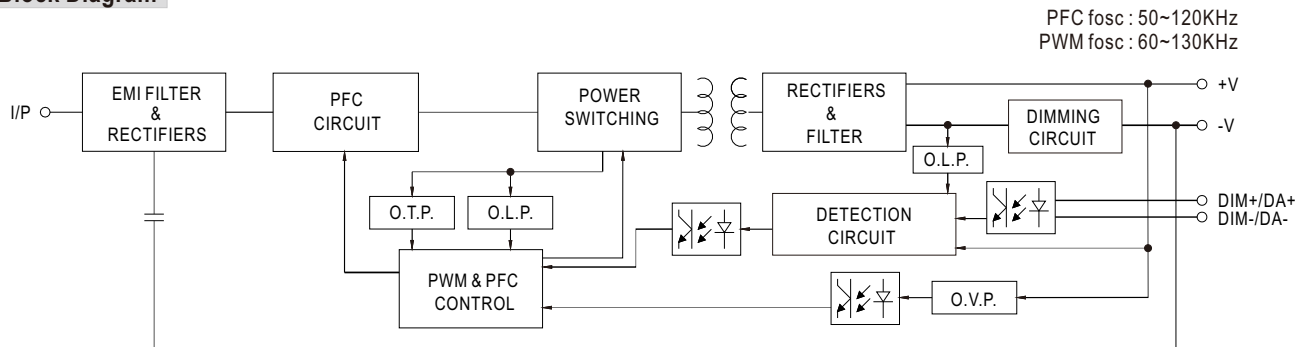 Block Diagram
PFC fosc : 50~120KHz
PWM fosc : 60~130KHz
I/P
EMI FILTER
&
RECTIFIERS
PFC
CIRCUIT
POWER
SWITCHING
RECTIFIERS
&
FILTER
DIMMING
CIRCUIT
+V
-V
O.L.P.
O.T.P.
O.L.P.
DETECTION
CIRCUIT
DIM+/DA+
DIM-/DA-
PWM & PFC
CONTROL
O.V.P.